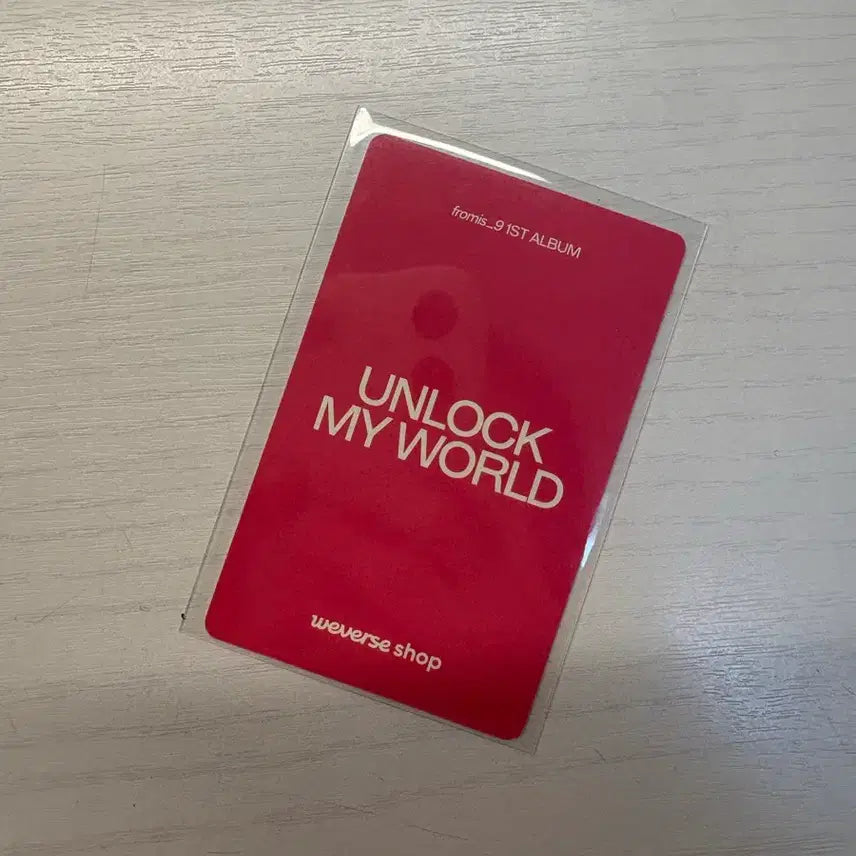 fromis_9 1ST ALBUM
UNLOCK
MY WORLD
weverse shop